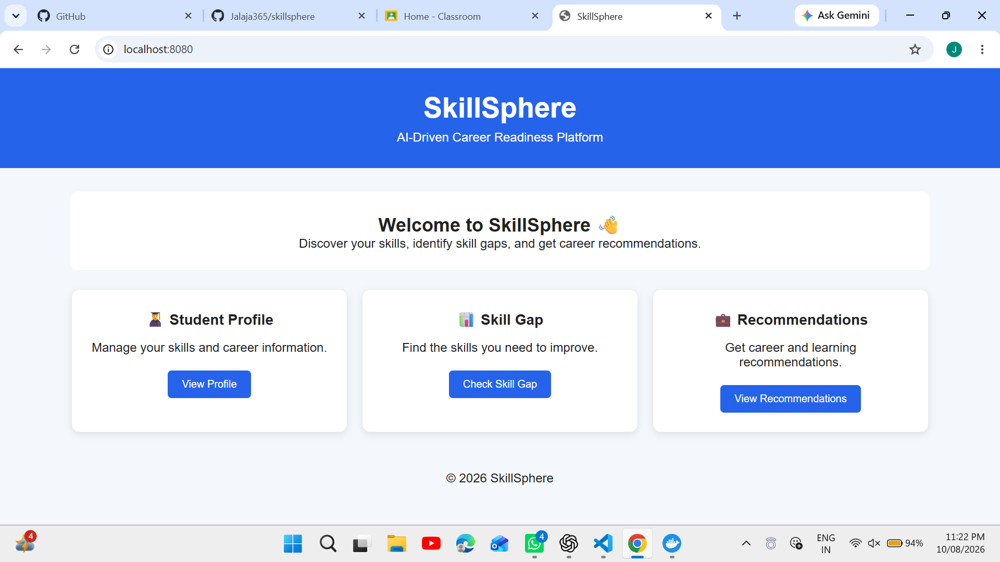 GitHub
Jalaja365/skillsphere
Home - Classroom
SkillSphere
Ask Gemini
localhost:8080
J
SkillSphere
AI-Driven Career Readiness Platform
Welcome to SkillSphere 👋
Discover your skills, identify skill gaps, and get career recommendations.
👩‍🎓 Student Profile
Manage your skills and career information.
View Profile
📊 Skill Gap
Find the skills you need to improve.
Check Skill Gap
💼 Recommendations
Get career and learning
recommendations.
View Recommendations
© 2026 SkillSphere
4
4
ENG
IN
94%
11:22 PM
10/08/2026